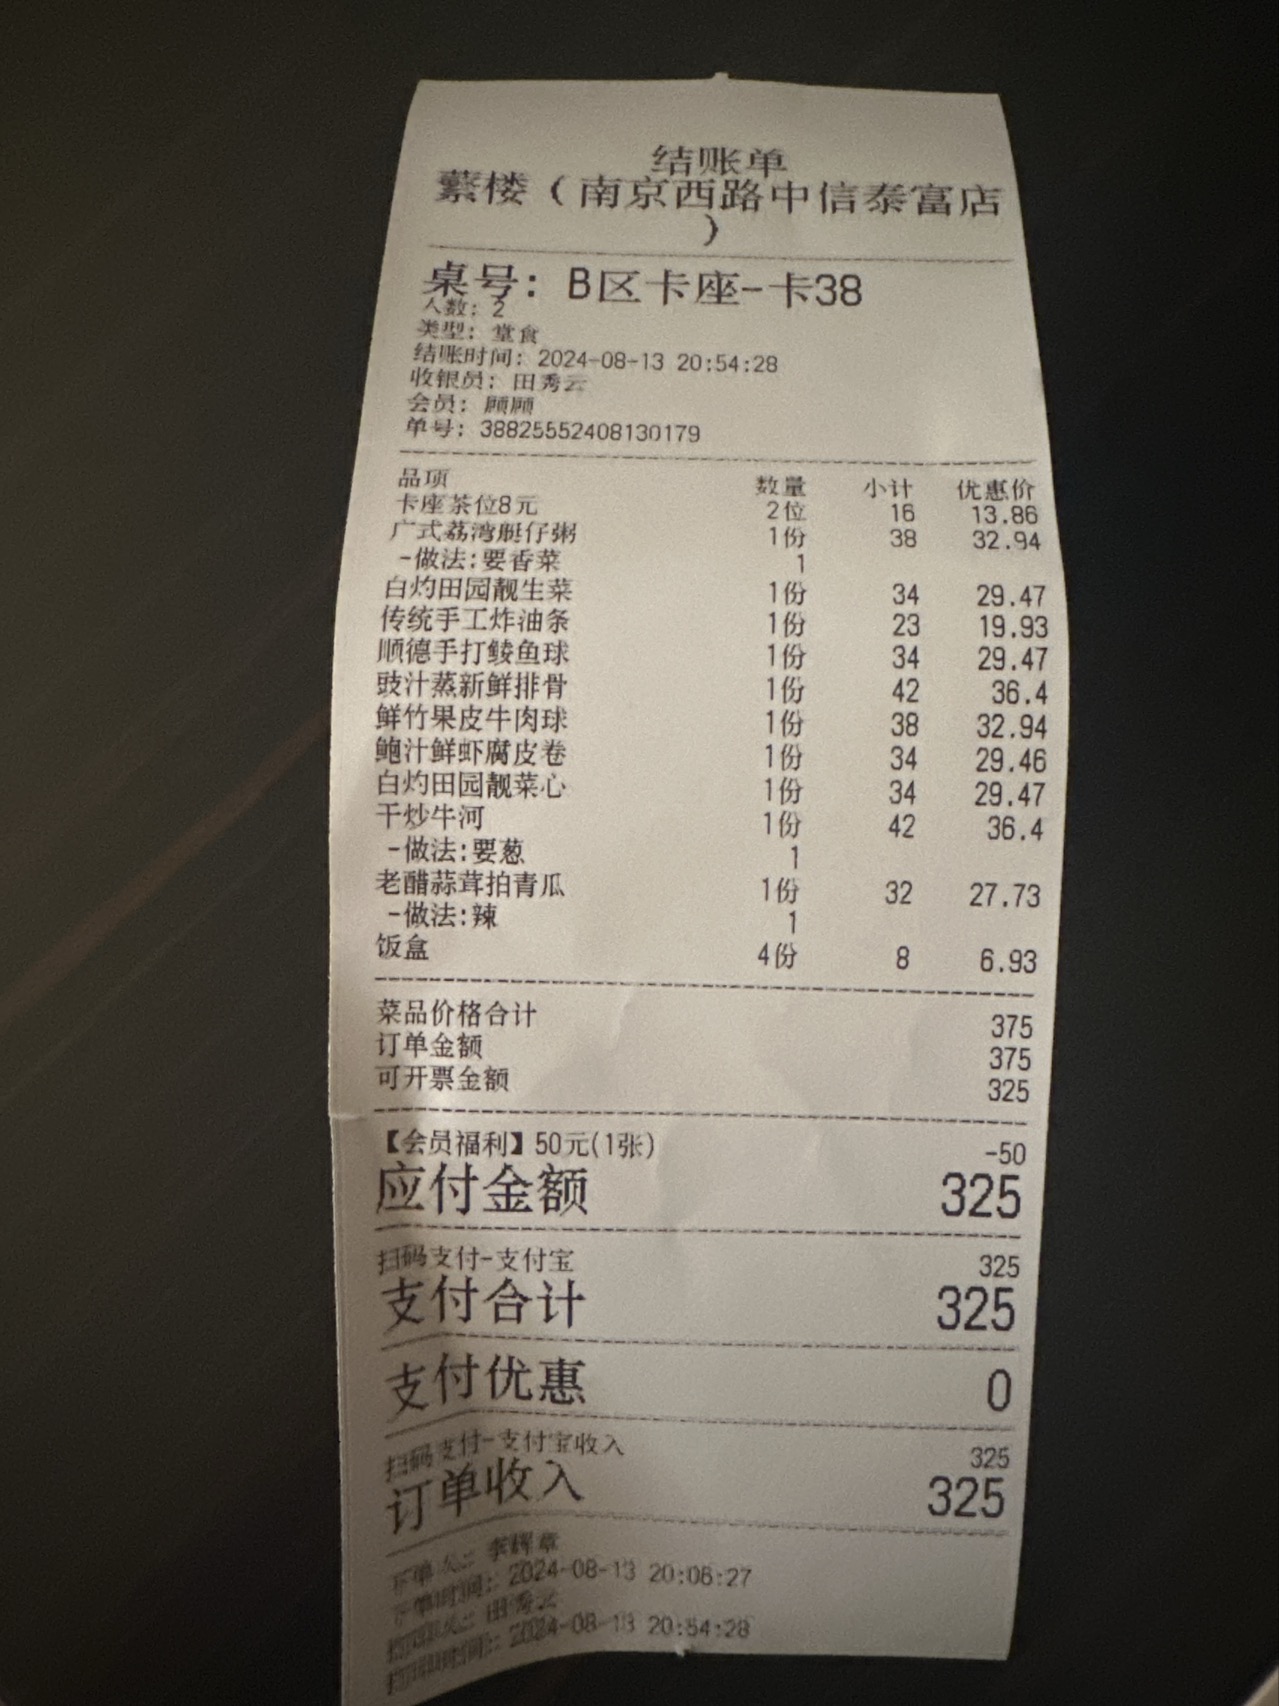 结账单
蘩楼（南京西路中信泰富店
）
桌号：B区卡座-卡38
人数：2
类型：堂食
结账时间：2024-08-13 20:54:28
收银员：田秀云
会员：顾顾
单号：38825552408130179
品项 数量 小计 优惠价
卡座茶位8元 2位 16 13.86
广式荔湾艇仔粥 1份 38 32.94
-做法:要香菜 1
白灼田园靓生菜 1份 34 29.47
传统手工炸油条 1份 23 19.93
顺德手打鲮鱼球 1份 34 29.47
豉汁蒸新鲜排骨 1份 42 36.4
鲜竹果皮牛肉球 1份 38 32.94
鲍汁鲜虾腐皮卷 1份 34 29.46
白灼田园靓菜心 1份 34 29.47
干炒牛河 1份 42 36.4
-做法:要葱 1
老醋蒜茸拍青瓜 1份 32 27.73
-做法:辣 1
饭盒 4份 8 6.93
菜品价格合计 375
订单金额 375
可开票金额 325
【会员福利】50元(1张) -50
应付金额 325
扫码支付-支付宝 325
支付合计 325
支付优惠 0
扫码支付-支付宝收入 325
订单收入 325
下单人：李辉章
下单时间：2024-08-13 20:06:27
田秀云
时间：2024-08-13 20:54:28